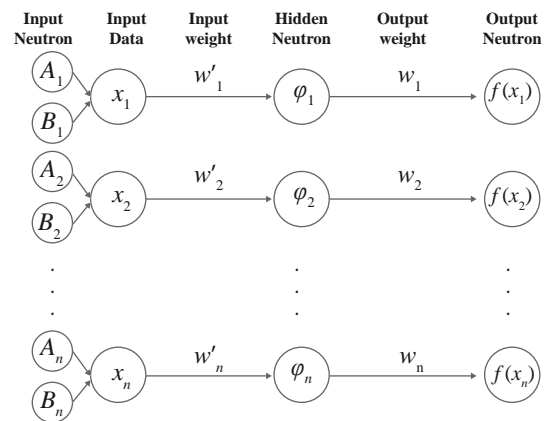 Input Neutron Input Data Input weight Hidden Neutron Output weight Output Neutron
A₁ B₁ x₁ w′₁ φ₁ w₁ f(x₁)
A₂ B₂ x₂ w′₂ φ₂ w₂ f(x₂)
. . .
. . .
. . .
Aₙ Bₙ xₙ w′ₙ φₙ wₙ f(xₙ)